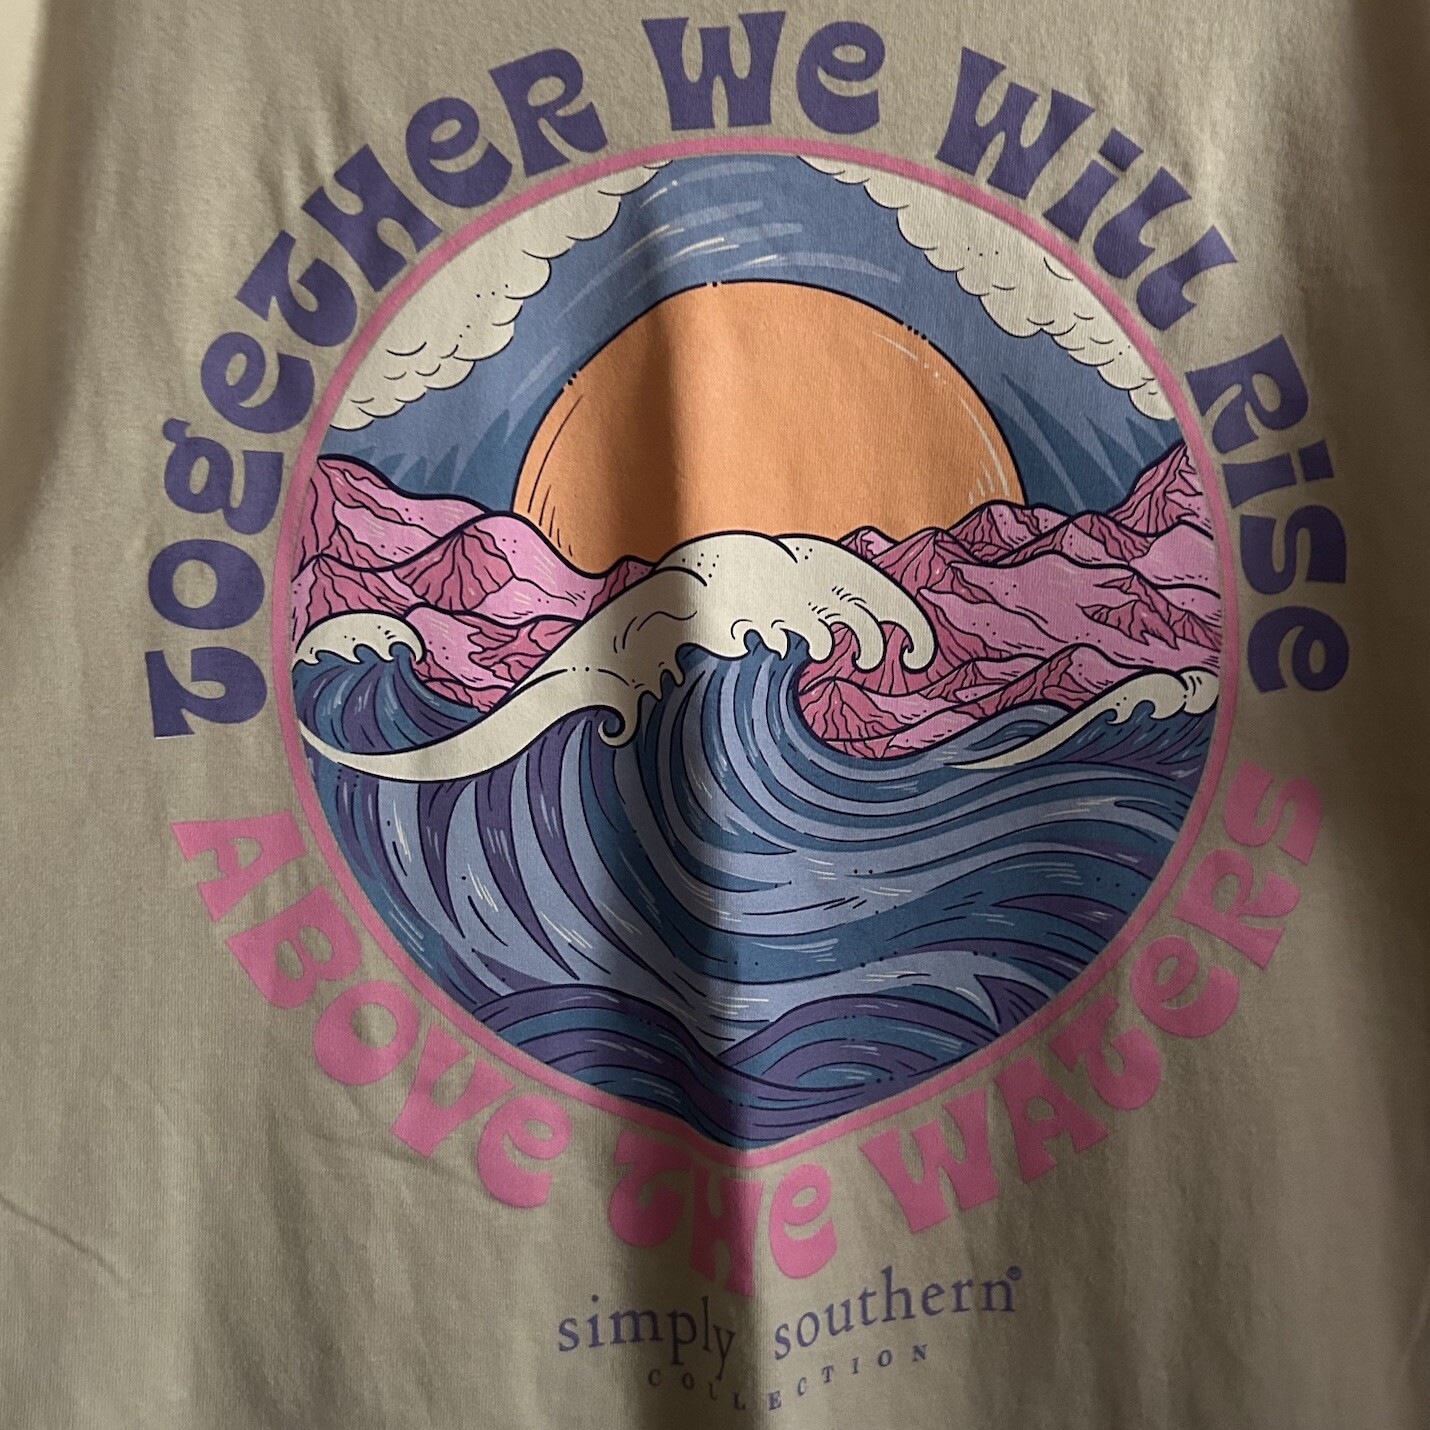 TOGETHER WE WILL RISE
ABOVE THE WATERS
simply southern®
COLLECTION